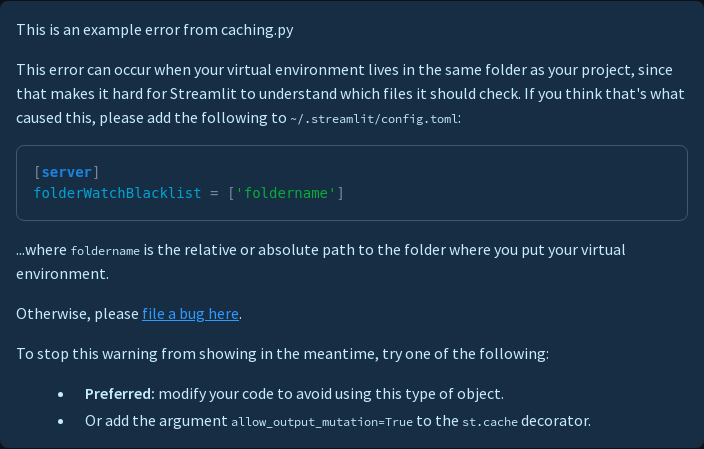 This is an example error from caching.py
This error can occur when your virtual environment lives in the same folder as your project, since
that makes it hard for Streamlit to understand which files it should check. If you think that's what
caused this, please add the following to ~/.streamlit/config.toml:
[server]
folderWatchBlacklist = ['foldername']
...where foldername is the relative or absolute path to the folder where you put your virtual
environment.
Otherwise, please file a bug here.
To stop this warning from showing in the meantime, try one of the following:
• Preferred: modify your code to avoid using this type of object.
• Or add the argument allow_output_mutation=True to the st.cache decorator.